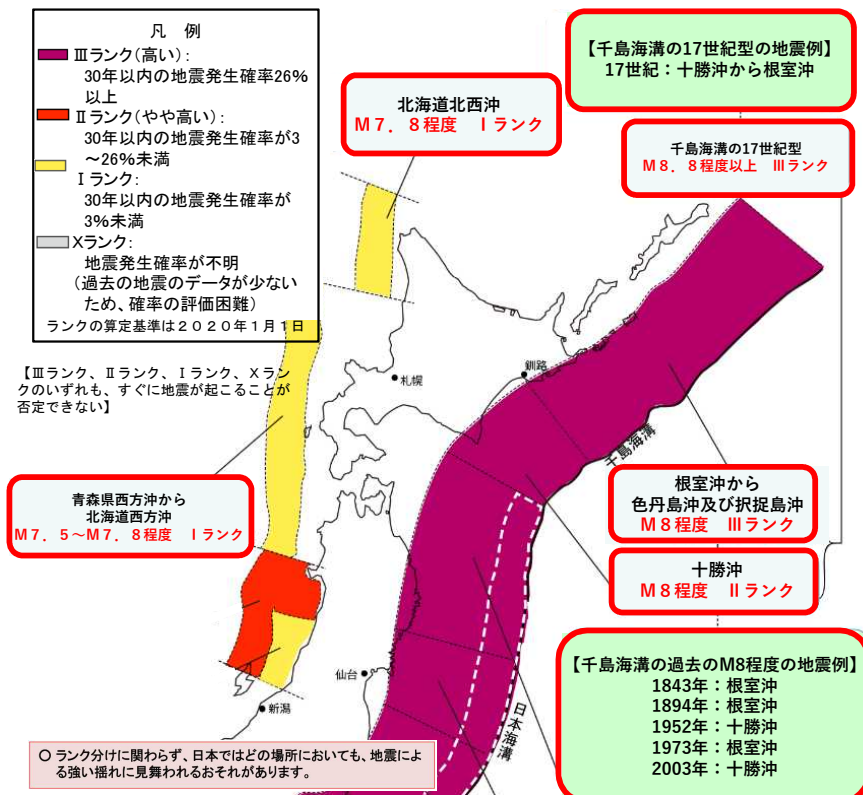 凡 例
Ⅲランク(高い):
30年以内の地震発生確率26%
以上
Ⅱランク(やや高い):
30年以内の地震発生確率が3
～26%未満
Ⅰランク:
30年以内の地震発生確率が
3%未満
Xランク:
地震発生確率が不明
(過去の地震のデータが少ない
ため、確率の評価困難)
ランクの算定基準は２０２０年１月１日
【Ⅲランク、Ⅱランク、Ⅰランク、Xラン
クのいずれも、すぐに地震が起こることが
否定できない】
北海道北西沖
M７．８程度 Ⅰランク
【千島海溝の17世紀型の地震例】
17世紀：十勝沖から根室沖
千島海溝の17世紀型
M８．８程度以上 Ⅲランク
札幌
釧路
千島海溝
青森県西方沖から
北海道西方沖
M７．５～M７．８程度 Ⅰランク
根室沖から
色丹島沖及び択捉島沖
M８程度 Ⅲランク
十勝沖
M８程度 Ⅱランク
仙台
新潟
日本海溝
【千島海溝の過去のM8程度の地震例】
1843年：根室沖
1894年：根室沖
1952年：十勝沖
1973年：根室沖
2003年：十勝沖
○ ランク分けに関わらず、日本ではどの場所においても、地震によ
る強い揺れに見舞われるおそれがあります。